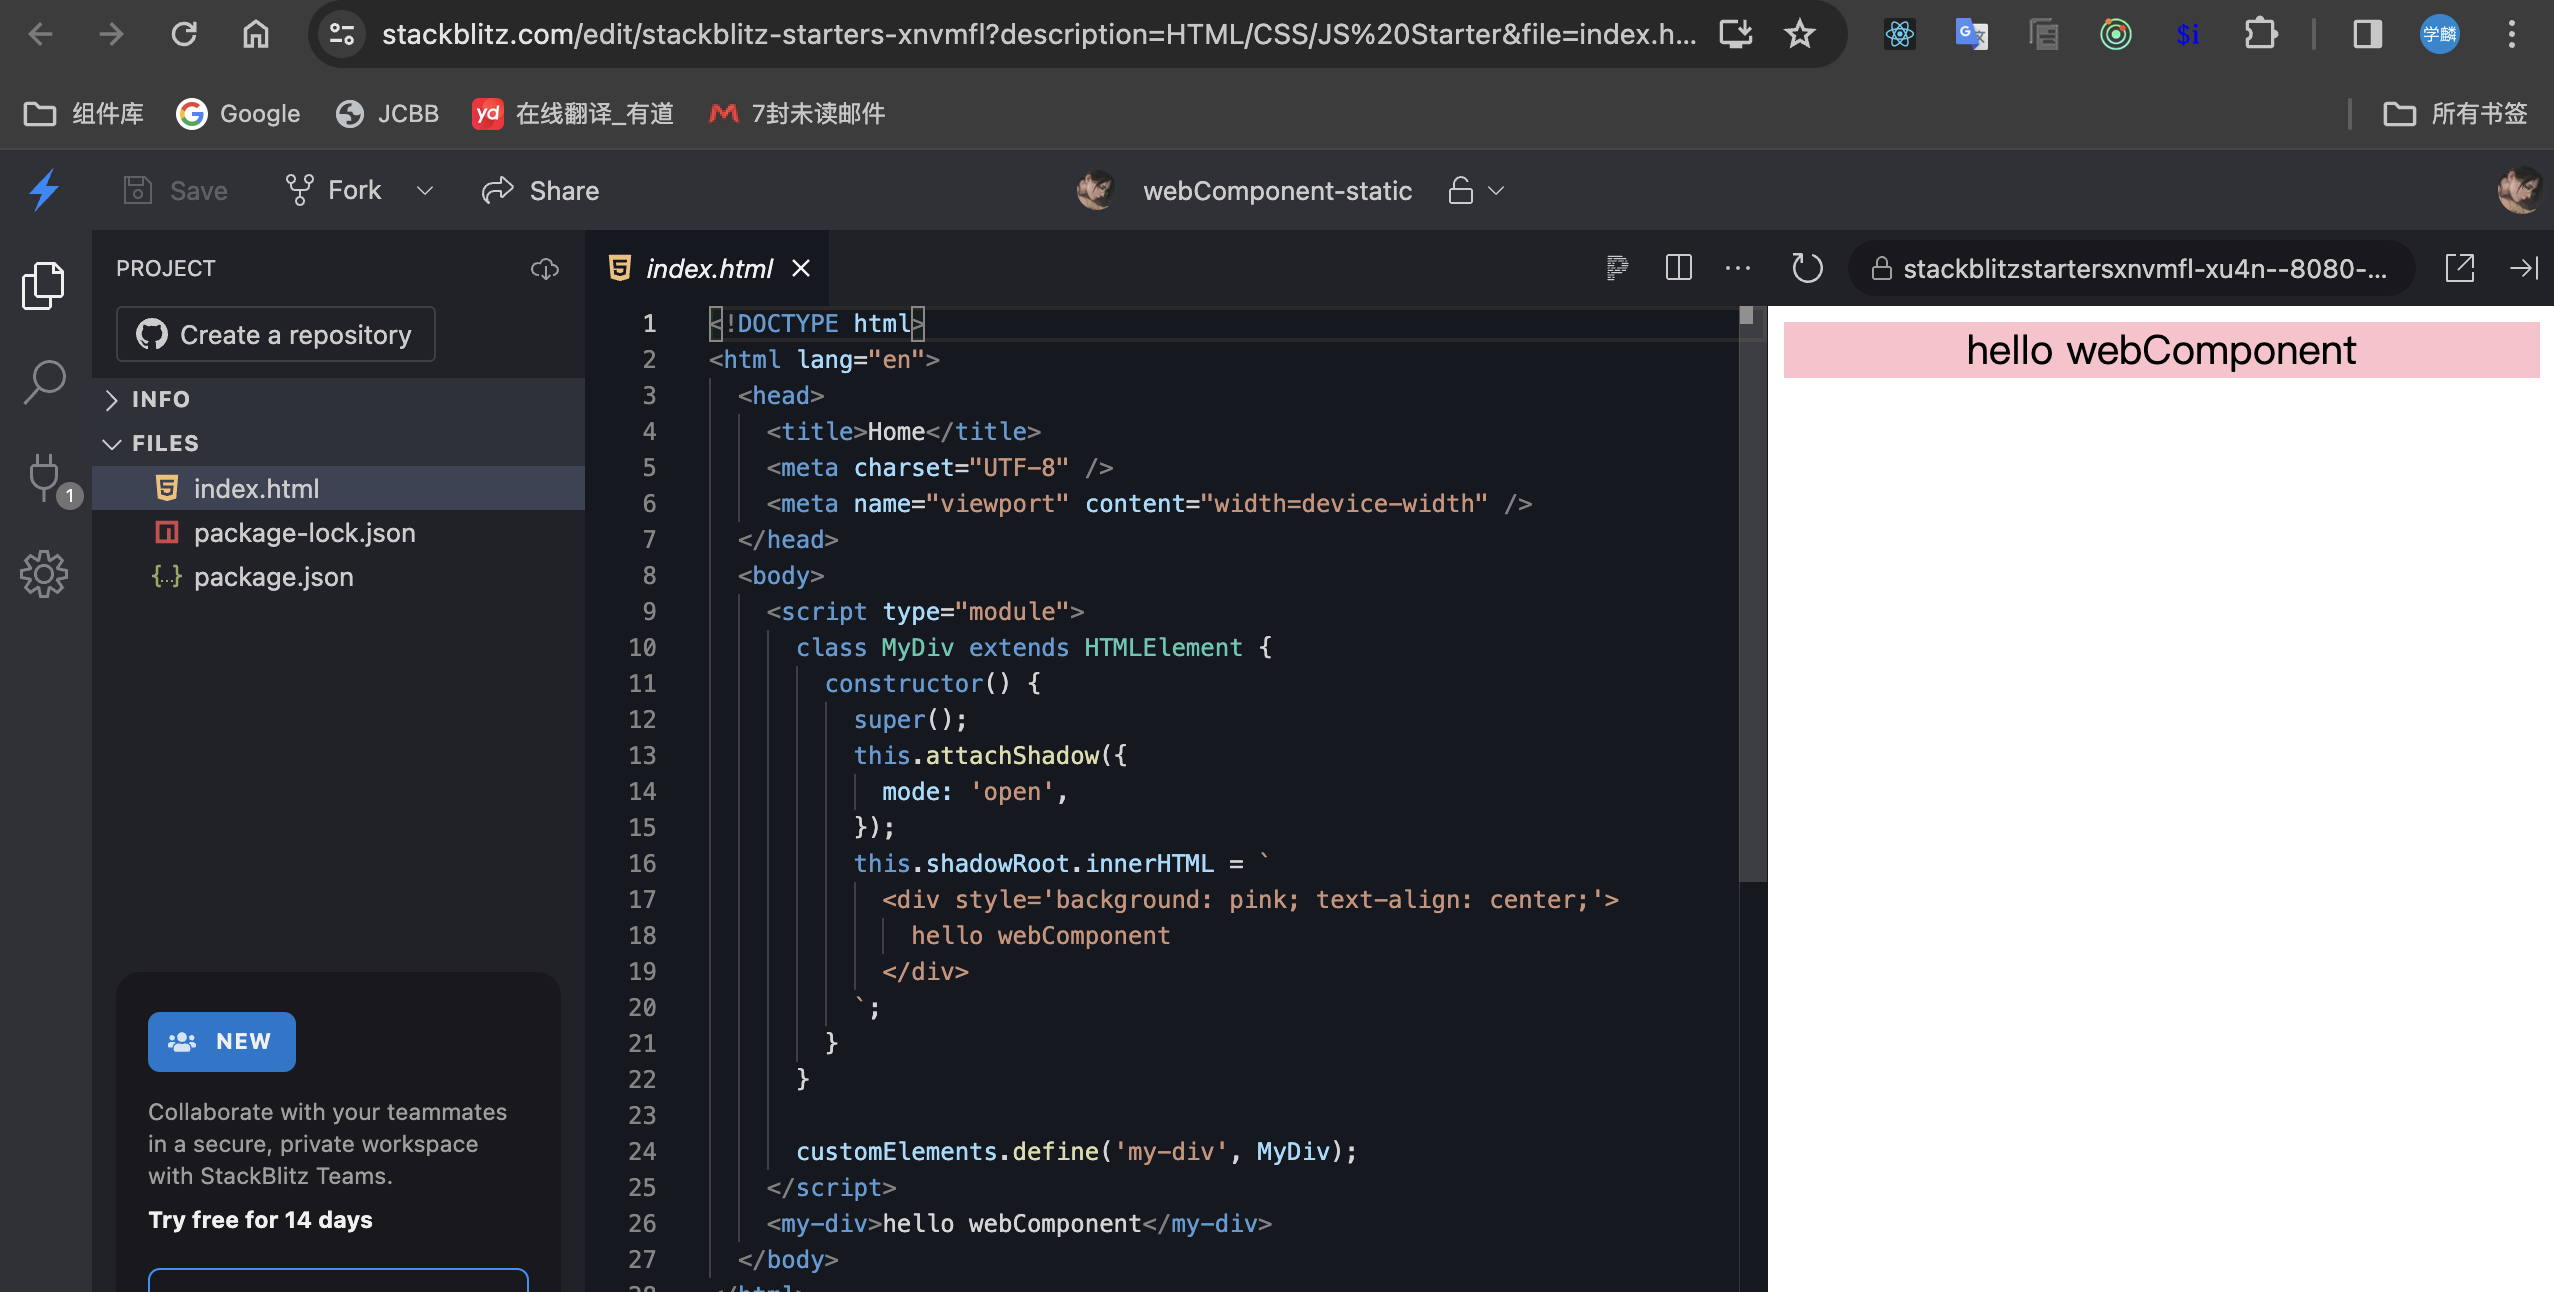 stackblitz.com/edit/stackblitz-starters-xnvmfl?description=HTML/CSS/JS%20Starter&file=index.h...
$i
学麟
组件库
Google
JCBB
yd 在线翻译_有道
7封未读邮件
所有书签
Save
Fork
Share
webComponent-static
PROJECT
Create a repository
INFO
FILES
index.html
package-lock.json
package.json
1
NEW
Collaborate with your teammates
in a secure, private workspace
with StackBlitz Teams.
Try free for 14 days
index.html
1 <!DOCTYPE html>
2 <html lang="en">
3 <head>
4 <title>Home</title>
5 <meta charset="UTF-8" />
6 <meta name="viewport" content="width=device-width" />
7 </head>
8 <body>
9 <script type="module">
10 class MyDiv extends HTMLElement {
11 constructor() {
12 super();
13 this.attachShadow({
14 mode: 'open',
15 });
16 this.shadowRoot.innerHTML = `
17 <div style='background: pink; text-align: center;'>
18 hello webComponent
19 </div>
20 `;
21 }
22 }
23
24 customElements.define('my-div', MyDiv);
25 </script>
26 <my-div>hello webComponent</my-div>
27 </body>
28 </html>
stackblitzstartersxnvmfl-xu4n--8080-...
hello webComponent